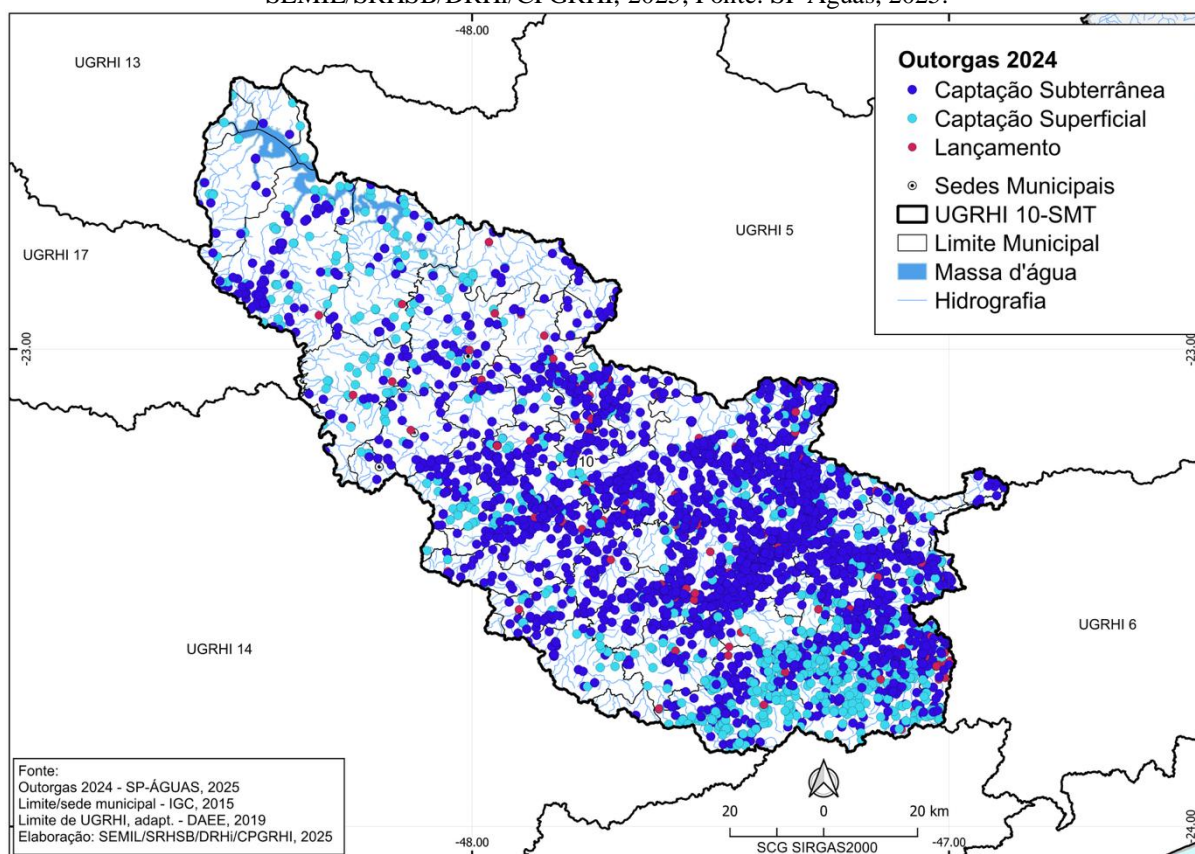 SEMIL/SRHSB/DRHi/CPGRHI, 2025; Fonte: SP Águas, 2025.
-48.00
UGRHI 13
Outorgas 2024
Captação Subterrânea
Captação Superficial
Lançamento
Sedes Municipais
UGRHI 10-SMT
Limite Municipal
Massa d'água
Hidrografia
UGRHI 5
UGRHI 17
-23.00
-23.00
10
UGRHI 6
UGRHI 14
Fonte:
Outorgas 2024 - SP-ÁGUAS, 2025
Limite/sede municipal - IGC, 2015
Limite de UGRHI, adapt. - DAEE, 2019
Elaboração: SEMIL/SRHSB/DRHi/CPGRHI, 2025
20 0 20 km
SCG SIRGAS2000
-48.00
-47.00
-24.00